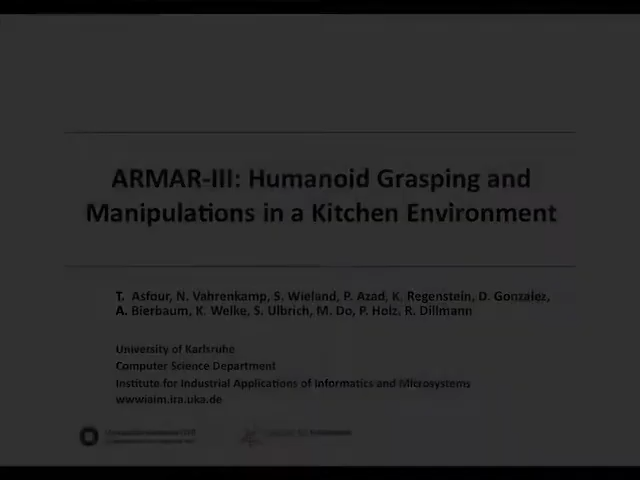 ARMAR-III: Humanoid Grasping and
Manipulations in a Kitchen Environment
T. Asfour, N. Vahrenkamp, S. Wieland, P. Azad, K. Regenstein, D. Gonzalez,
A. Bierbaum, K. Welke, S. Ulbrich, M. Do, P. Holz, R. Dillmann
University of Karlsruhe
Computer Science Department
Institute for Industrial Applications of Informatics and Microsystems
wwwiaim.ira.uka.de